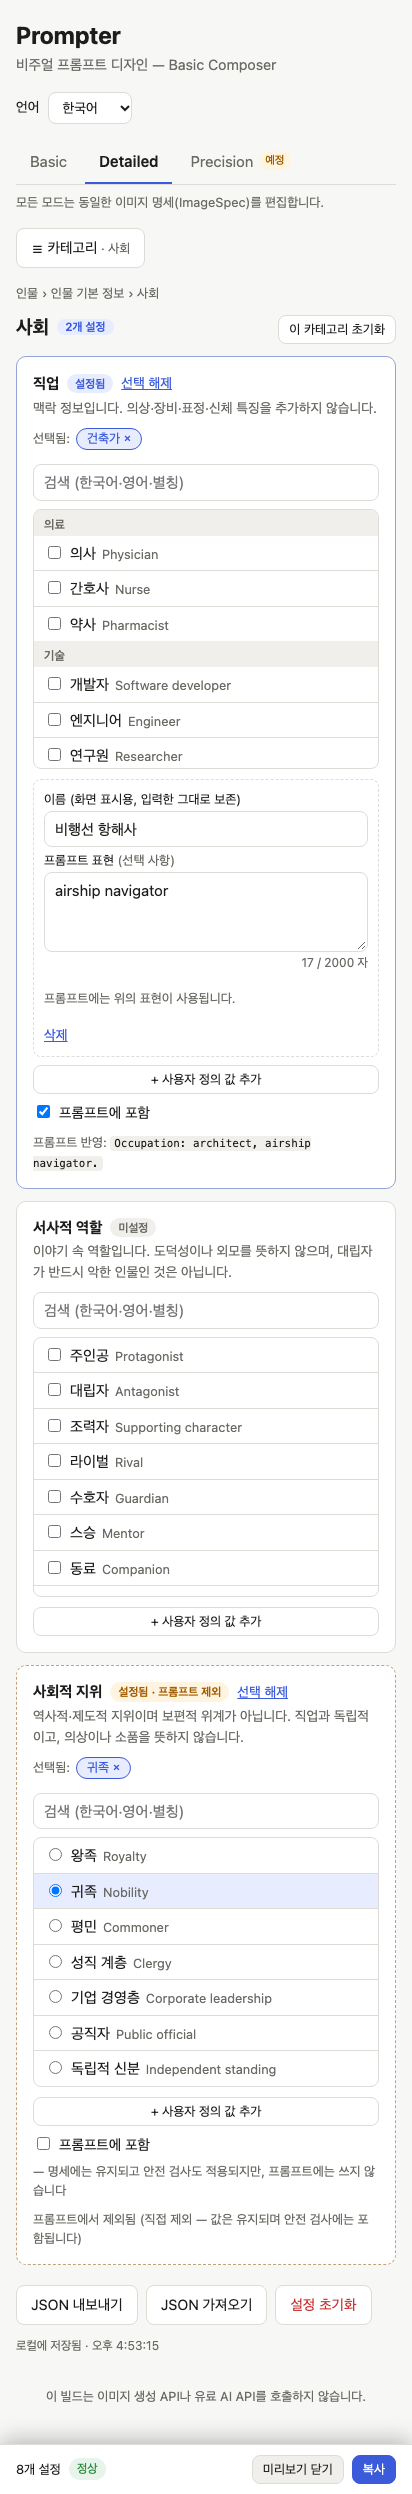 Prompter
비주얼 프롬프트 디자인 — Basic Composer
언어 한국어
Basic Detailed Precision 예정
모든 모드는 동일한 이미지 명세(ImageSpec)를 편집합니다.
≡ 카테고리 · 사회
인물 › 인물 기본 정보 › 사회
사회 2개 설정 이 카테고리 초기화
직업 설정됨 선택 해제
맥락 정보입니다. 의상·장비·표정·신체 특징을 추가하지 않습니다.
선택됨: 건축가 ×
검색 (한국어·영어·별칭)
의료
의사 Physician
간호사 Nurse
약사 Pharmacist
기술
개발자 Software developer
엔지니어 Engineer
연구원 Researcher
이름 (화면 표시용, 입력한 그대로 보존)
비행선 항해사
프롬프트 표현 (선택 사항)
airship navigator
17 / 2000 자
프롬프트에는 위의 표현이 사용됩니다.
삭제
+ 사용자 정의 값 추가
프롬프트에 포함
프롬프트 반영: Occupation: architect, airship
navigator.
서사적 역할 미설정
이야기 속 역할입니다. 도덕성이나 외모를 뜻하지 않으며, 대립자
가 반드시 악한 인물인 것은 아닙니다.
검색 (한국어·영어·별칭)
주인공 Protagonist
대립자 Antagonist
조력자 Supporting character
라이벌 Rival
수호자 Guardian
스승 Mentor
동료 Companion
+ 사용자 정의 값 추가
사회적 지위 설정됨 · 프롬프트 제외 선택 해제
역사적·제도적 지위이며 보편적 위계가 아닙니다. 직업과 독립적
이고, 의상이나 소품을 뜻하지 않습니다.
선택됨: 귀족 ×
검색 (한국어·영어·별칭)
왕족 Royalty
귀족 Nobility
평민 Commoner
성직 계층 Clergy
기업 경영층 Corporate leadership
공직자 Public official
독립적 신분 Independent standing
+ 사용자 정의 값 추가
프롬프트에 포함
— 명세에는 유지되고 안전 검사도 적용되지만, 프롬프트에는 쓰지 않
습니다
프롬프트에서 제외됨 (직접 제외 — 값은 유지되며 안전 검사에는 포
함됩니다)
JSON 내보내기 JSON 가져오기 설정 초기화
로컬에 저장됨 · 오후 4:53:15
이 빌드는 이미지 생성 API나 유료 AI API를 호출하지 않습니다.
8개 설정 정상 미리보기 닫기 복사